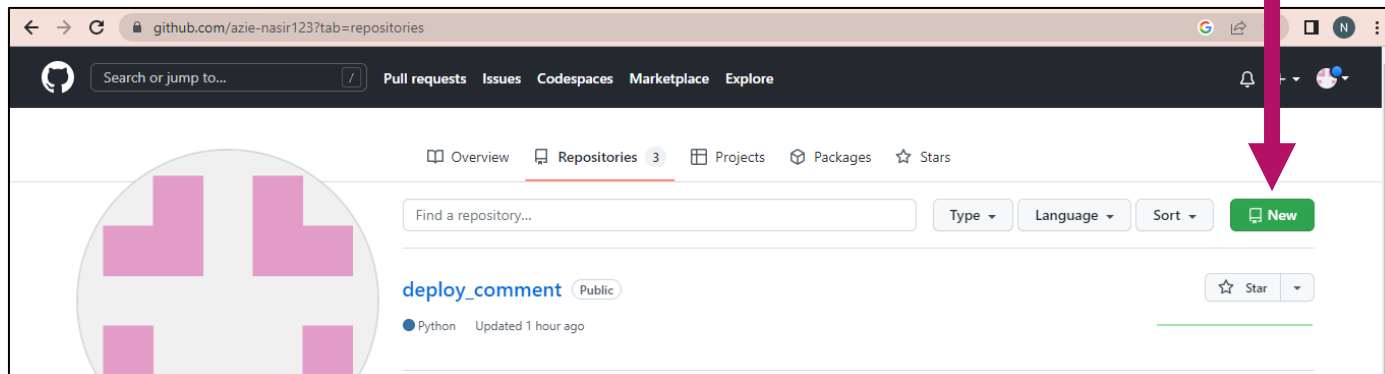 github.com/azie-nasir123?tab=repositories G N
Search or jump to... / Pull requests Issues Codespaces Marketplace Explore
Overview Repositories 3 Projects Packages Stars
Find a repository... Type Language Sort New
deploy_comment Public Star
Python Updated 1 hour ago